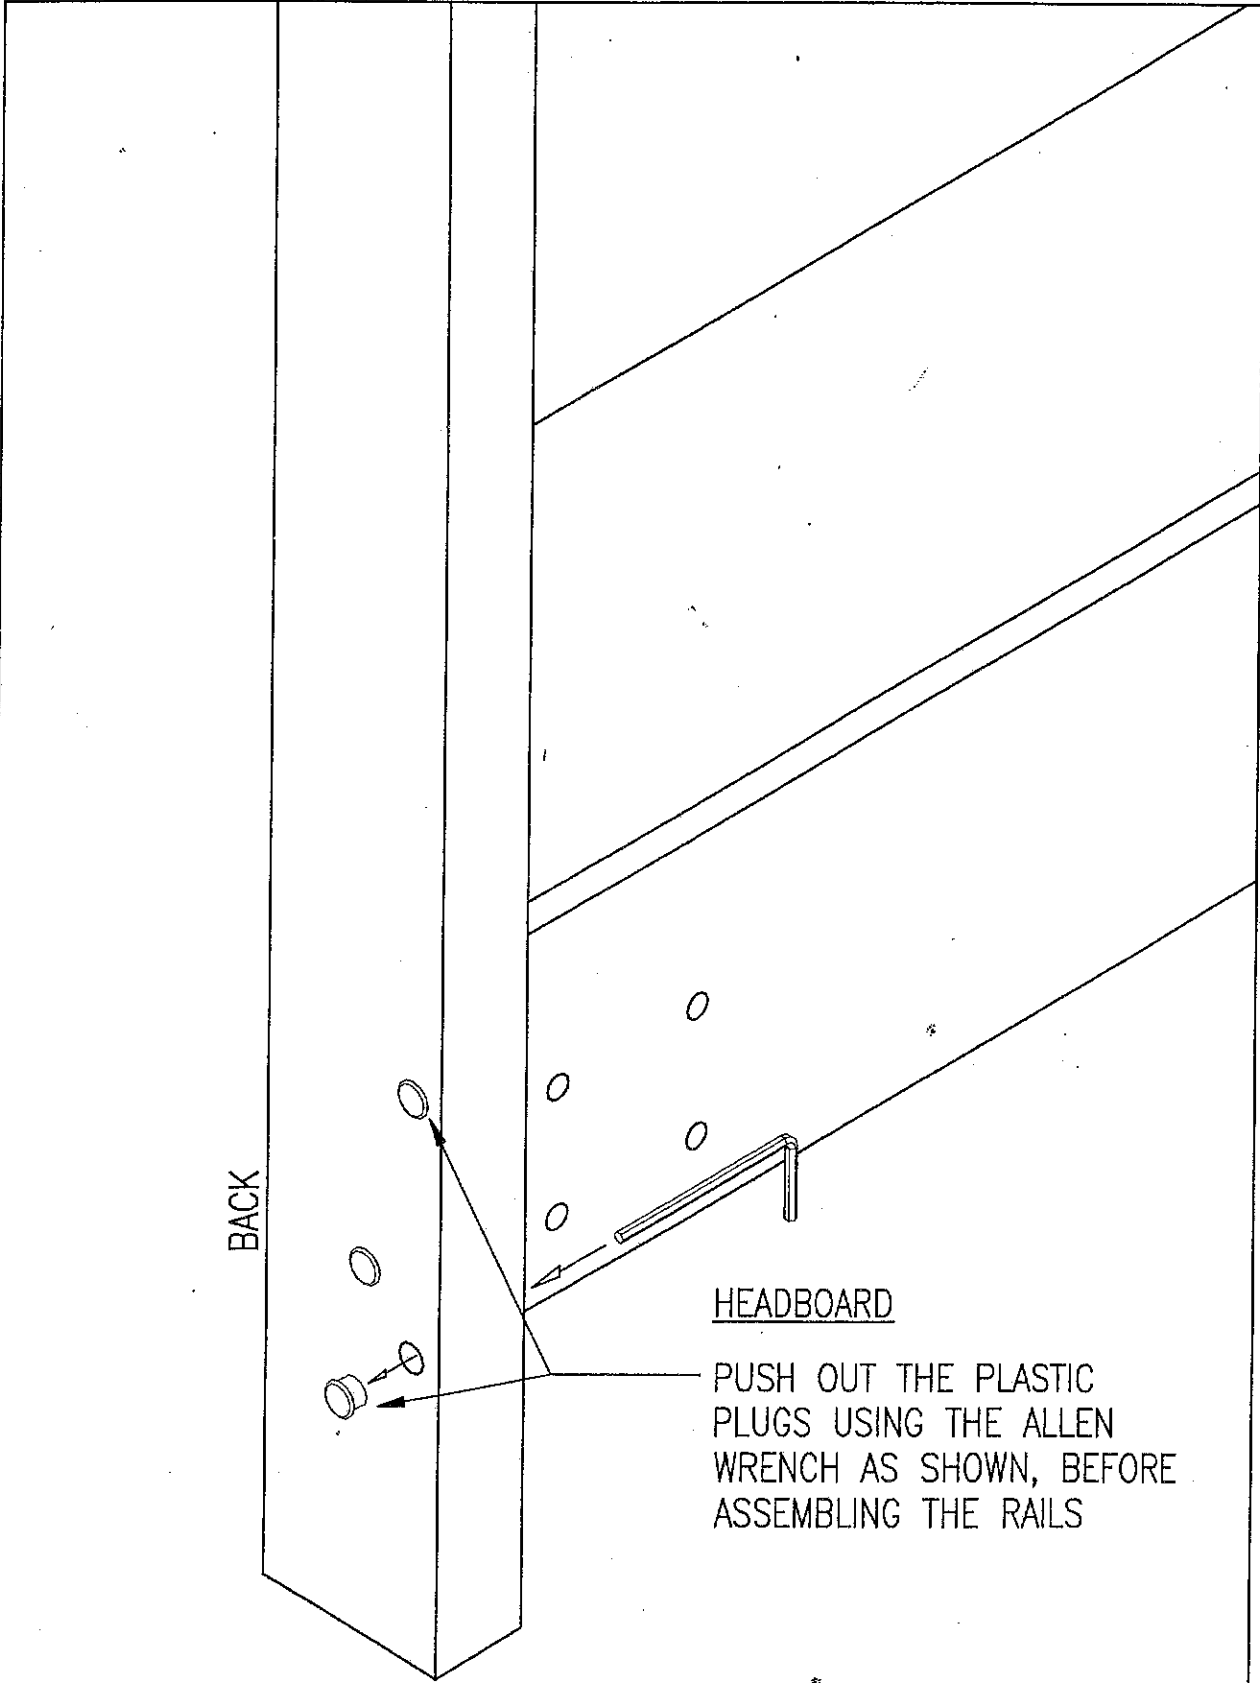 BACK
HEADBOARD
PUSH OUT THE PLASTIC
PLUGS USING THE ALLEN
WRENCH AS SHOWN, BEFORE
ASSEMBLING THE RAILS